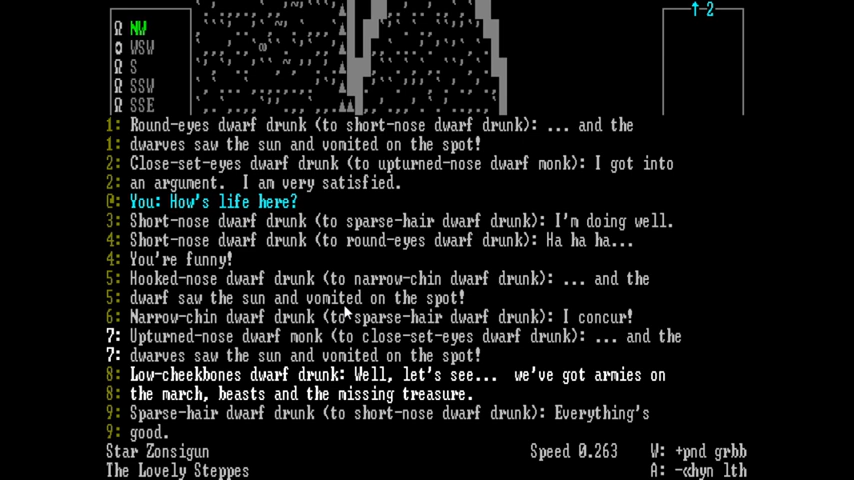 ↑-2
Ω NW
WSW
Ω S
Ω SSW
Ω SSE
1: Round-eyes dwarf drunk (to short-nose dwarf drunk): ... and the
1: dwarves saw the sun and vomited on the spot!
2: Close-set-eyes dwarf drunk (to upturned-nose dwarf monk): I got into
2: an argument.  I am very satisfied.
@: You: How's life here?
3: Short-nose dwarf drunk (to sparse-hair dwarf drunk): I'm doing well.
4: Short-nose dwarf drunk (to round-eyes dwarf drunk): Ha ha ha...
4: You're funny!
5: Hooked-nose dwarf drunk (to narrow-chin dwarf drunk): ... and the
5: dwarf saw the sun and vomited on the spot!
6: Narrow-chin dwarf drunk (to sparse-hair dwarf drunk): I concur!
7: Upturned-nose dwarf monk (to close-set-eyes dwarf drunk): ... and the
7: dwarves saw the sun and vomited on the spot!
8: Low-cheekbones dwarf drunk: Well, let's see...  we've got armies on
8: the march, beasts and the missing treasure.
9: Sparse-hair dwarf drunk (to short-nose dwarf drunk): Everything's
9: good.
Star Zonsigun Speed 0.263 W: +pnd grbb
The Lovely Steppes A: -«hyn lth